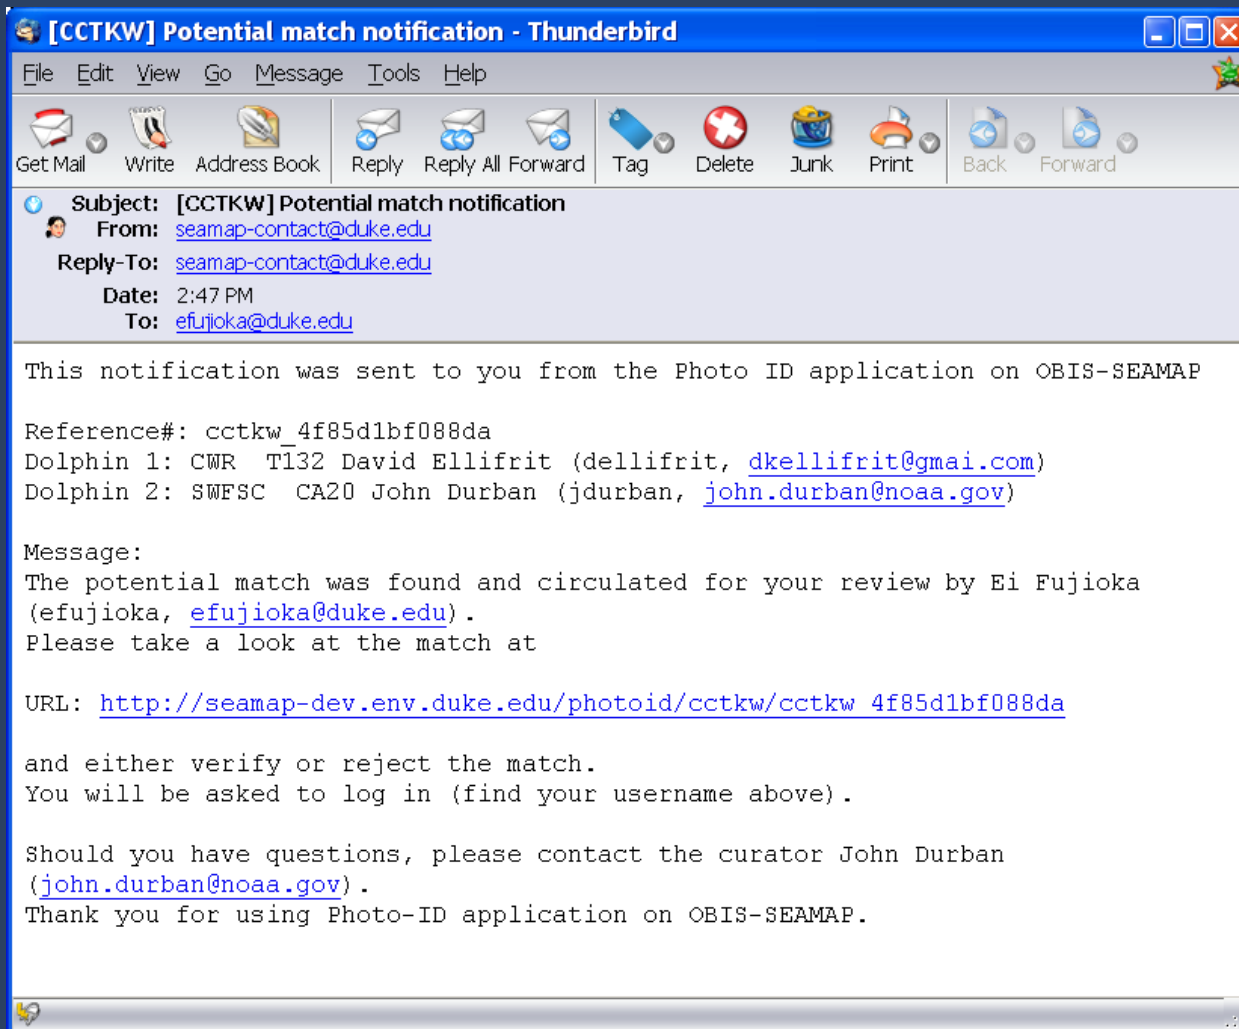 [CCTKW] Potential match notification - Thunderbird
File Edit View Go Message Tools Help
Get Mail Write Address Book Reply Reply All Forward Tag Delete Junk Print Back Forward
Subject: [CCTKW] Potential match notification
From: seamap-contact@duke.edu
Reply-To: seamap-contact@duke.edu
Date: 2:47 PM
To: efujioka@duke.edu
This notification was sent to you from the Photo ID application on OBIS-SEAMAP
Reference#: cctkw_4f85d1bf088da
Dolphin 1: CWR T132 David Ellifrit (dellifrit, dkellifrit@gmai.com)
Dolphin 2: SWFSC CA20 John Durban (jdurban, john.durban@noaa.gov)
Message:
The potential match was found and circulated for your review by Ei Fujioka
(efujioka, efujioka@duke.edu).
Please take a look at the match at
URL: http://seamap-dev.env.duke.edu/photoid/cctkw/cctkw_4f85d1bf088da
and either verify or reject the match.
You will be asked to log in (find your username above).
Should you have questions, please contact the curator John Durban
(john.durban@noaa.gov).
Thank you for using Photo-ID application on OBIS-SEAMAP.